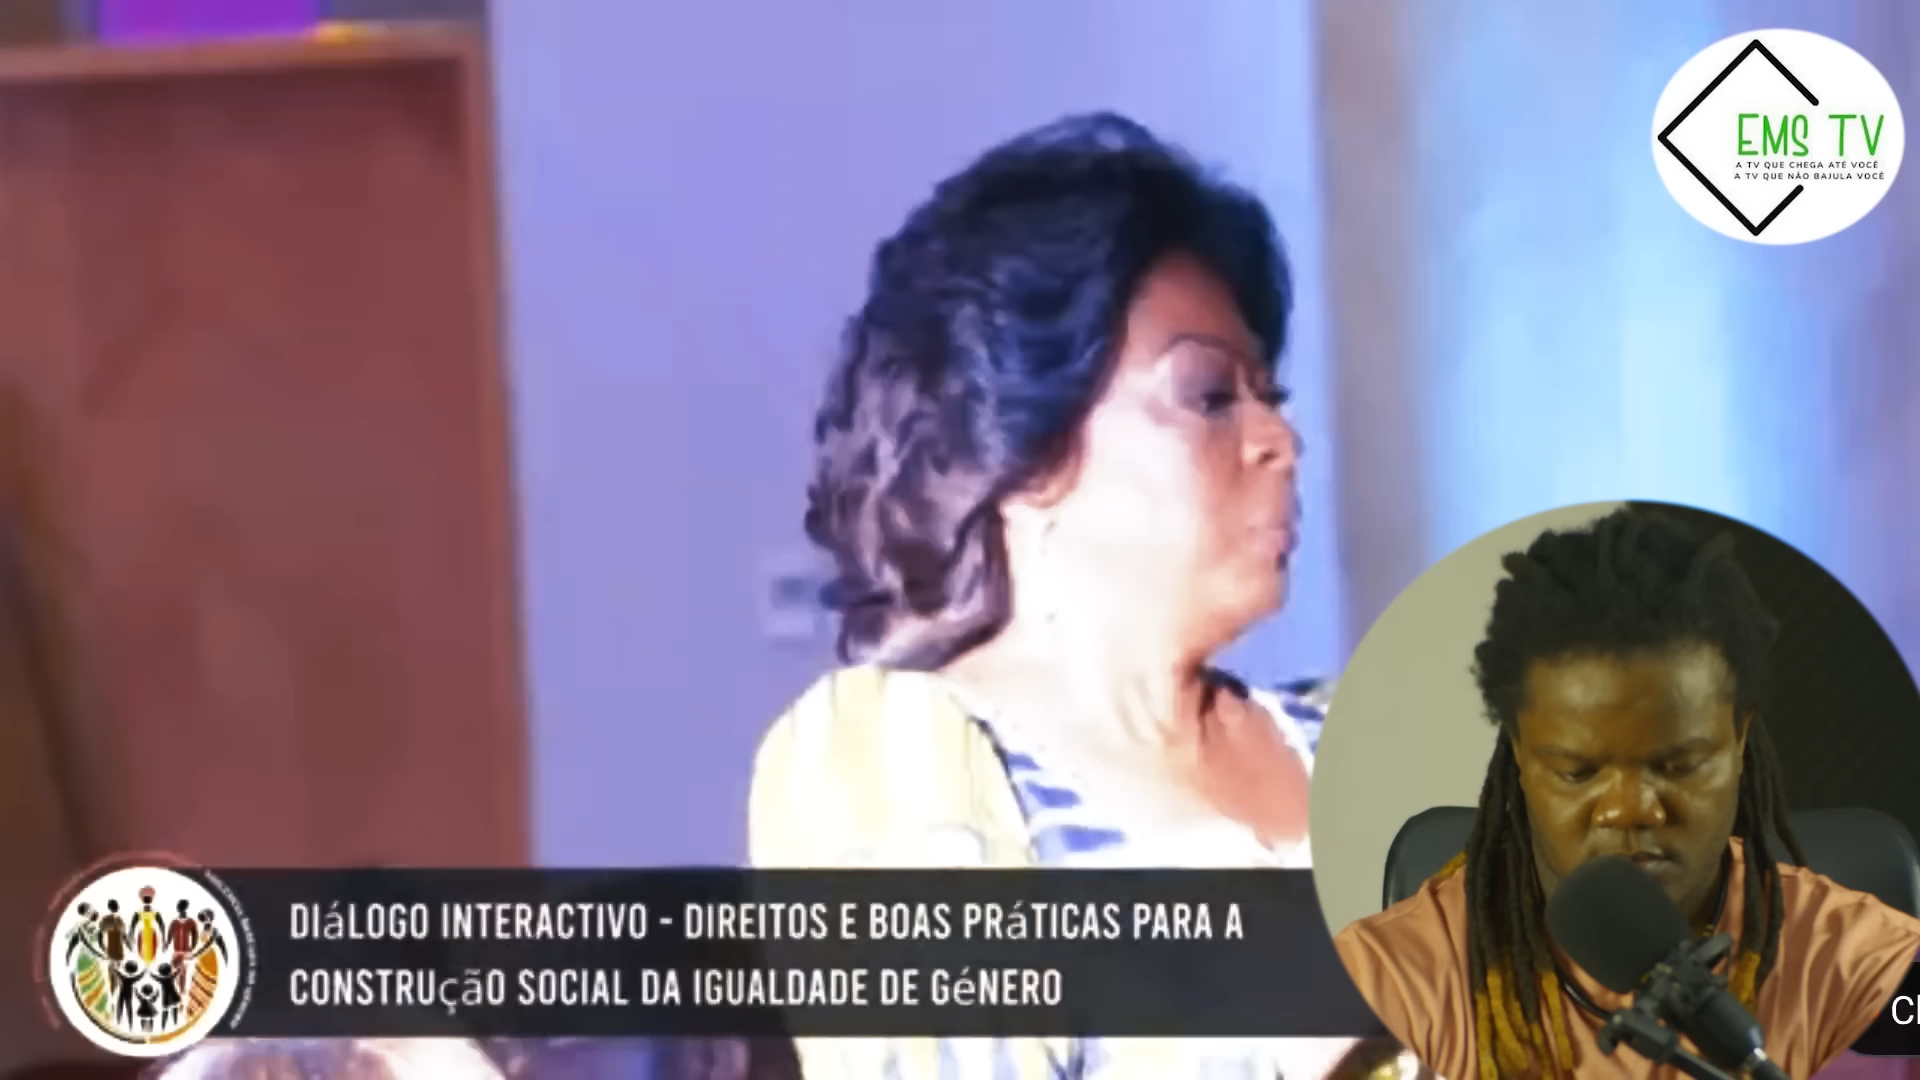 EMS TV
A TV QUE CHEGA ATÉ VOCÊ
A TV QUE NÃO BAJULA VOCÊ
DIáLOGO INTERACTIVO - DIREITOS E BOAS PRáTICAS PARA A
CONSTRUçãO SOCIAL DA IGUALDADE DE GéNERO